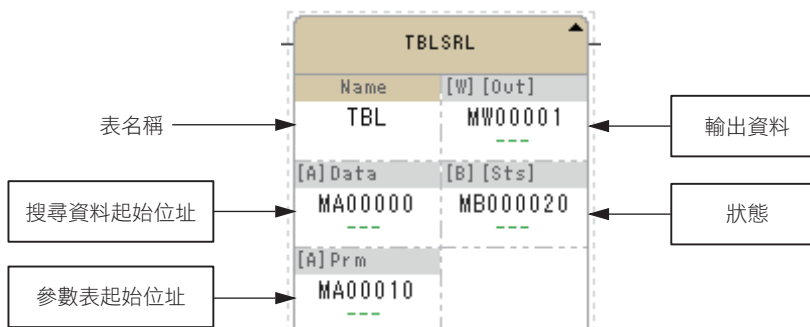 TBLSRL
Name [W] [Out]
表名稱 TBL MW00001 輸出資料
--- 
[A]Data [B] [Sts]
搜尋資料起始位址 MA00000 MB000020 狀態
--- ---
[A]Prm
參數表起始位址 MA00010
---